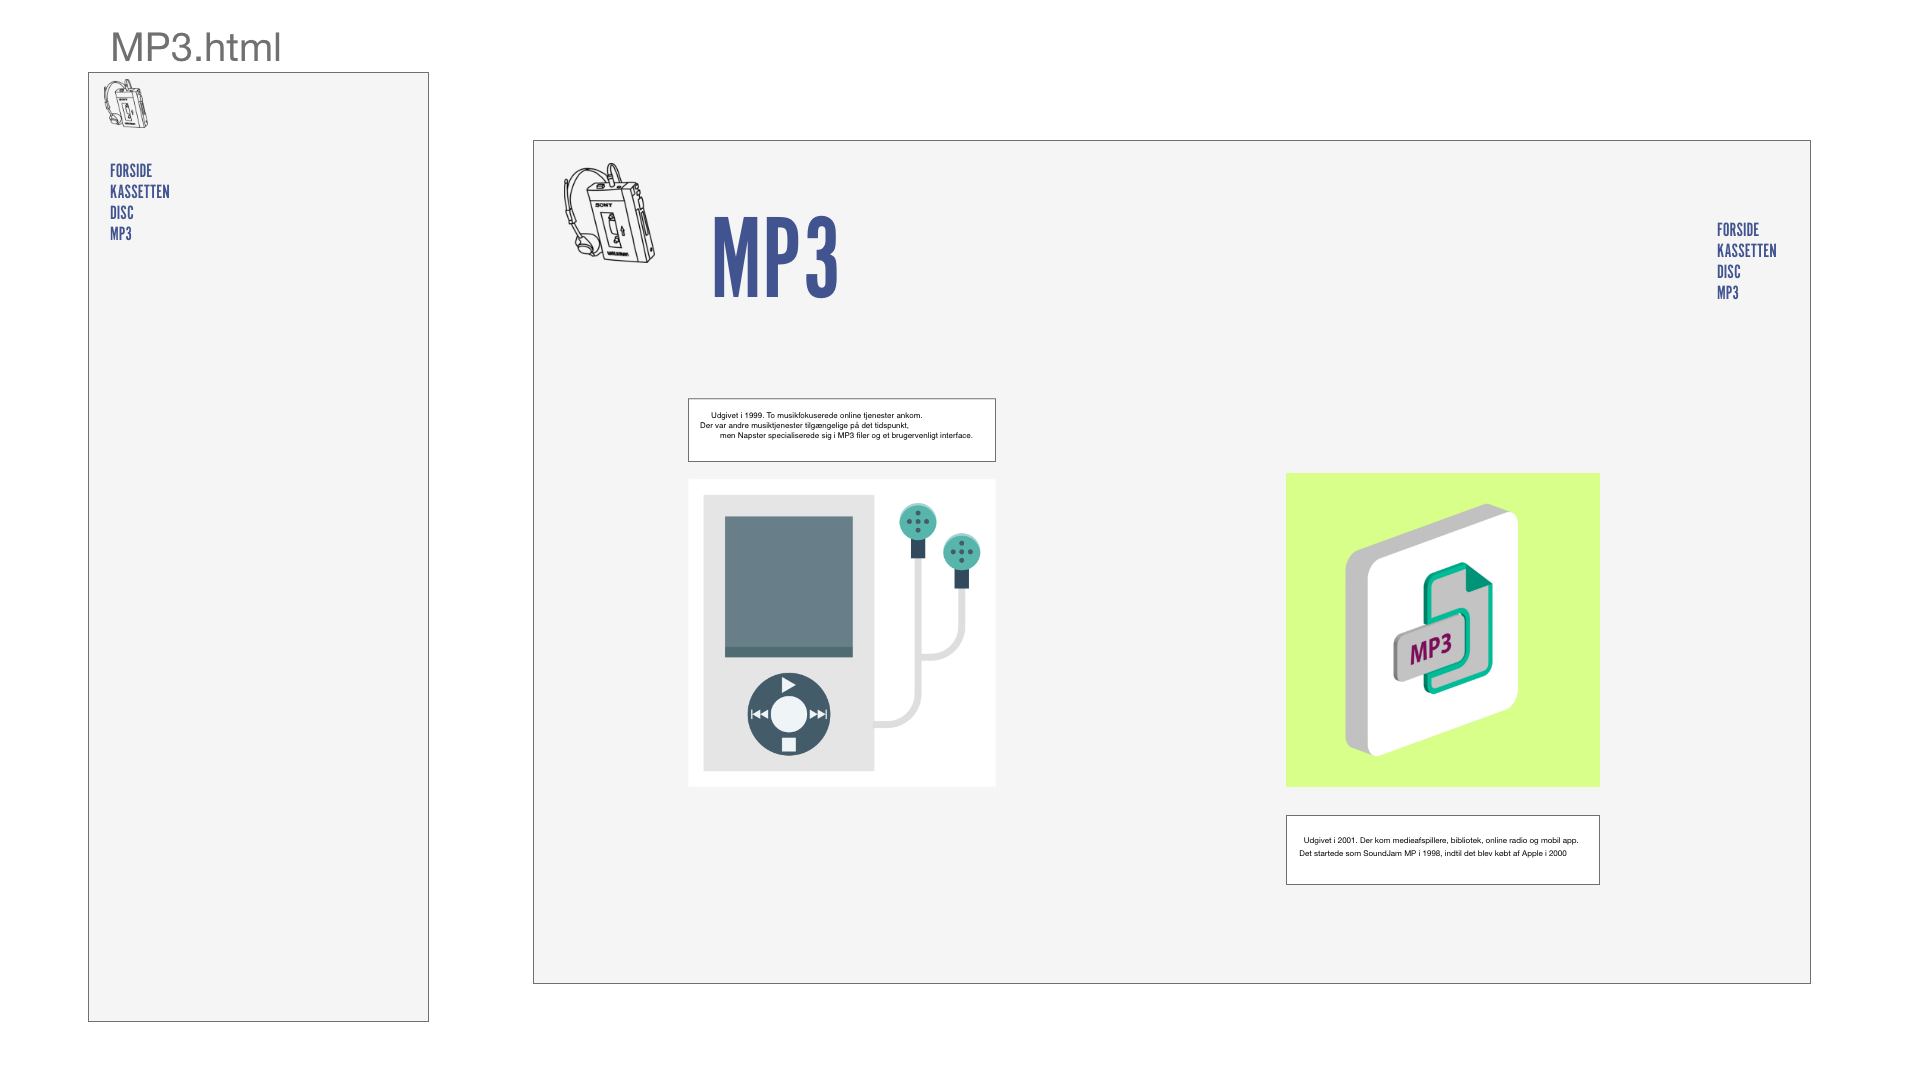 MP3.html
FORSIDE
KASSETTEN
DISC
MP3
SONY
MP3
FORSIDE
KASSETTEN
DISC
MP3
Udgivet i 1999. To musikfokuserede online tjenester ankom.
Der var andre musiktjenester tilgængelige på det tidspunkt,
men Napster specialiserede sig i MP3 filer og et brugervenligt interface.
MP3
Udgivet i 2001. Der kom medieafspillere, bibliotek, online radio og mobil app.
Det startede som SoundJam MP i 1998, indtil det blev købt af Apple i 2000